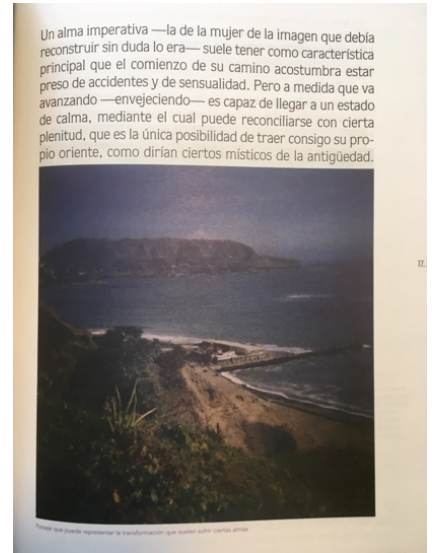 Un alma imperativa —la de la mujer de la imagen que debía
reconstruir sin duda lo era— suele tener como característica
principal que el comienzo de su camino acostumbra estar
preso de accidentes y de sensualidad. Pero a medida que va
avanzando —envejeciendo— es capaz de llegar a un estado
de calma, mediante el cual puede reconciliarse con cierta
plenitud, que es la única posibilidad de traer consigo su pro-
pio oriente, como dirían ciertos místicos de la antigüedad.
17.
Paisaje que puede representar la transformación que suelen sufrir ciertas almas